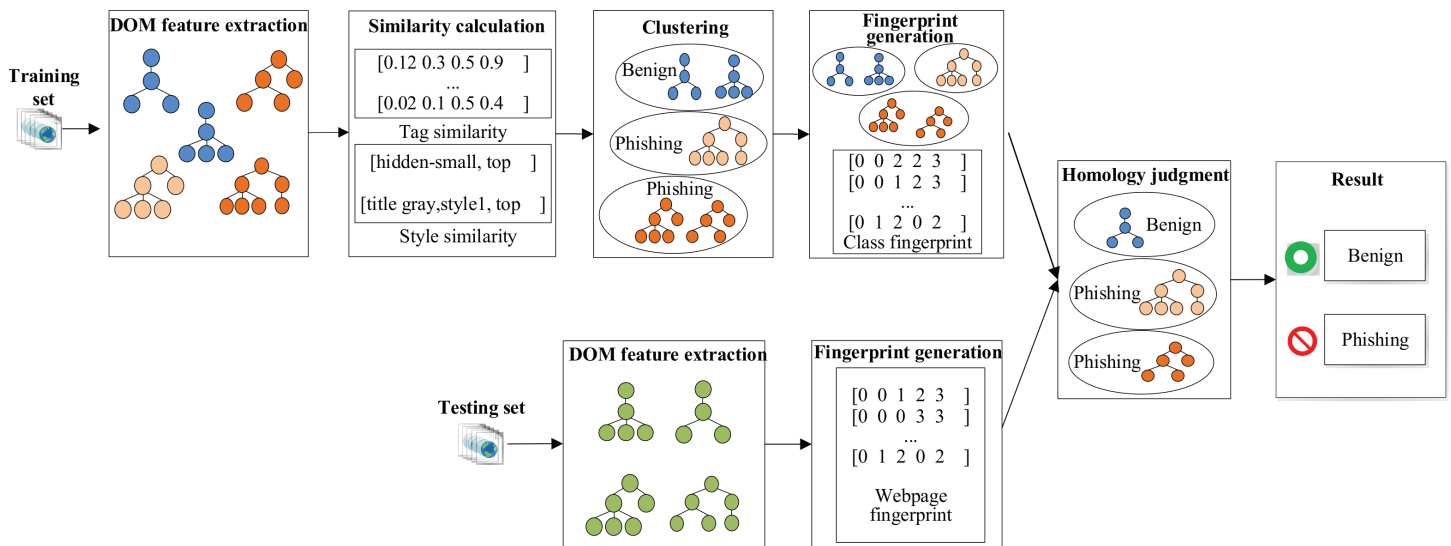 Training
set
DOM feature extraction
Similarity calculation
[0.12 0.3 0.5 0.9 ]
...
[0.02 0.1 0.5 0.4 ]
Tag similarity
[hidden-small, top ]
[title gray,style1, top ]
Style similarity
Clustering
Benign
Phishing
Phishing
Fingerprint
generation
[0 0 2 2 3 ]
[0 0 1 2 3 ]
...
[0 1 2 0 2 ]
Class fingerprint
Testing set
DOM feature extraction
Fingerprint generation
[0 0 1 2 3 ]
[0 0 0 3 3 ]
...
[0 1 2 0 2 ]
Webpage
fingerprint
Homology judgment
Benign
Phishing
Phishing
Result
Benign
Phishing